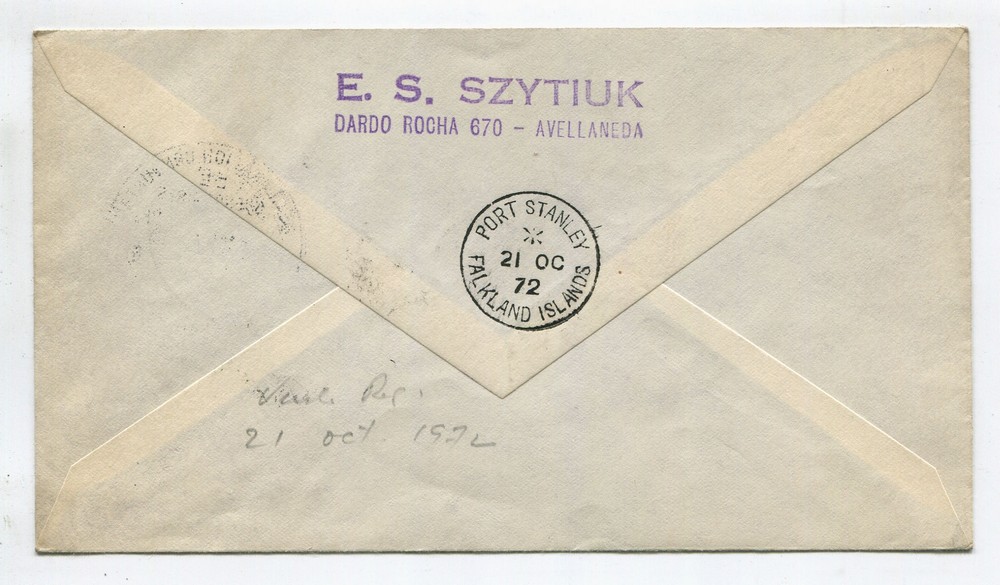 E. S. SZYTIUK
DARDO ROCHA 670 – AVELLANEDA
PORT STANLEY
21 OC
72
FALKLAND ISLANDS
21 oct. 1972